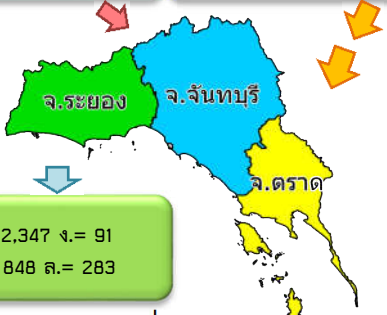 จ.ระยอง
จ.จันทบุรี
จ.ตราด
2,347 ง.= 91
848 ล.= 283